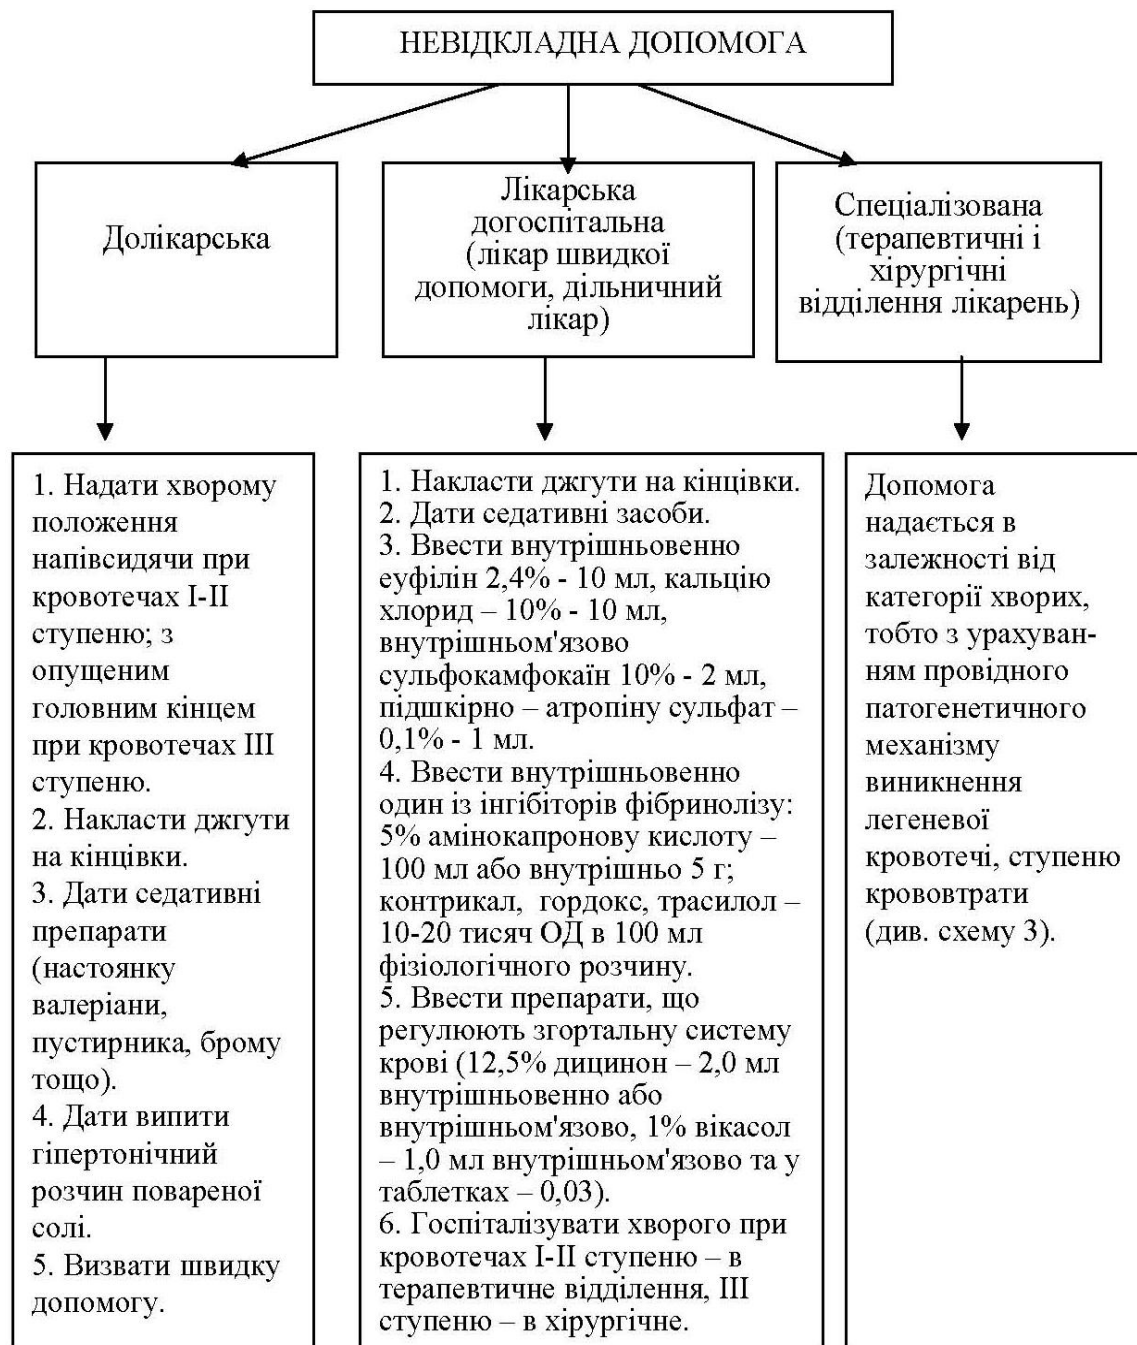 НЕВІДКЛАДНА ДОПОМОГА
Долікарська
Лікарська
догоспітальна
(лікар швидкої
допомоги, дільничний
лікар)
Спеціалізована
(терапевтичні і
хірургічні
відділення лікарень)
1. Надати хворому
положення
напівсидячи при
кровотечах І-ІІ
ступеню; з
опущеним
головним кінцем
при кровотечах ІІІ
ступеню.
2. Накласти джгути
на кінцівки.
3. Дати седативні
препарати
(настоянку
валеріани,
пустирника, брому
тощо).
4. Дати випити
гіпертонічний
розчин повареної
солі.
5. Визвати швидку
допомогу.
1. Накласти джгути на кінцівки.
2. Дати седативні засоби.
3. Ввести внутрішньовенно
еуфілін 2,4% - 10 мл, кальцію
хлорид – 10% - 10 мл,
внутрішньом'язово
сульфокамфокаїн 10% - 2 мл,
підшкірно – атропіну сульфат –
0,1% - 1 мл.
4. Ввести внутрішньовенно
один із інгібіторів фібринолізу:
5% амінокапронову кислоту –
100 мл або внутрішньо 5 г;
контрикал, гордокс, трасилол –
10-20 тисяч ОД в 100 мл
фізіологічного розчину.
5. Ввести препарати, що
регулюють згортальну систему
крові (12,5% дицинон – 2,0 мл
внутрішньовенно або
внутрішньом'язово, 1% вікасол
– 1,0 мл внутрішньом'язово та у
таблетках – 0,03).
6. Госпіталізувати хворого при
кровотечах І-ІІ ступеню – в
терапевтичне відділення, ІІІ
ступеню – в хірургічне.
Допомога
надається в
залежності від
категорії хворих,
тобто з урахуван-
ням провідного
патогенетичного
механізму
виникнення
легеневої
кровотечі, ступеню
крововтрати
(див. схему 3).